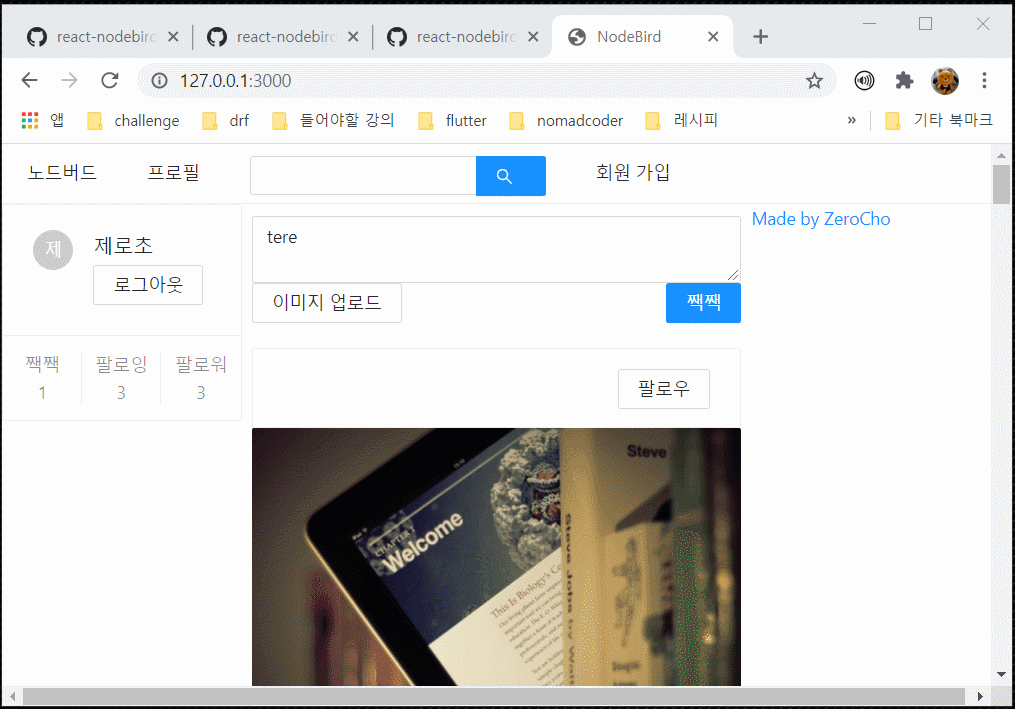 react-nodebird
react-nodebird
react-nodebird
NodeBird
127.0.0.1:3000
앱
challenge
drf
들어야할 강의
flutter
nomadcoder
레시피
»
기타 북마크
노드버드
프로필
회원 가입
제
제로초
로그아웃
짹짹
1
팔로잉
3
팔로워
3
tere
이미지 업로드
짹짹
Made by ZeroCho
팔로우
Steve
CHAPTER 1
Welcome
This Is Biology's Ce
Steve Jobs by Walt